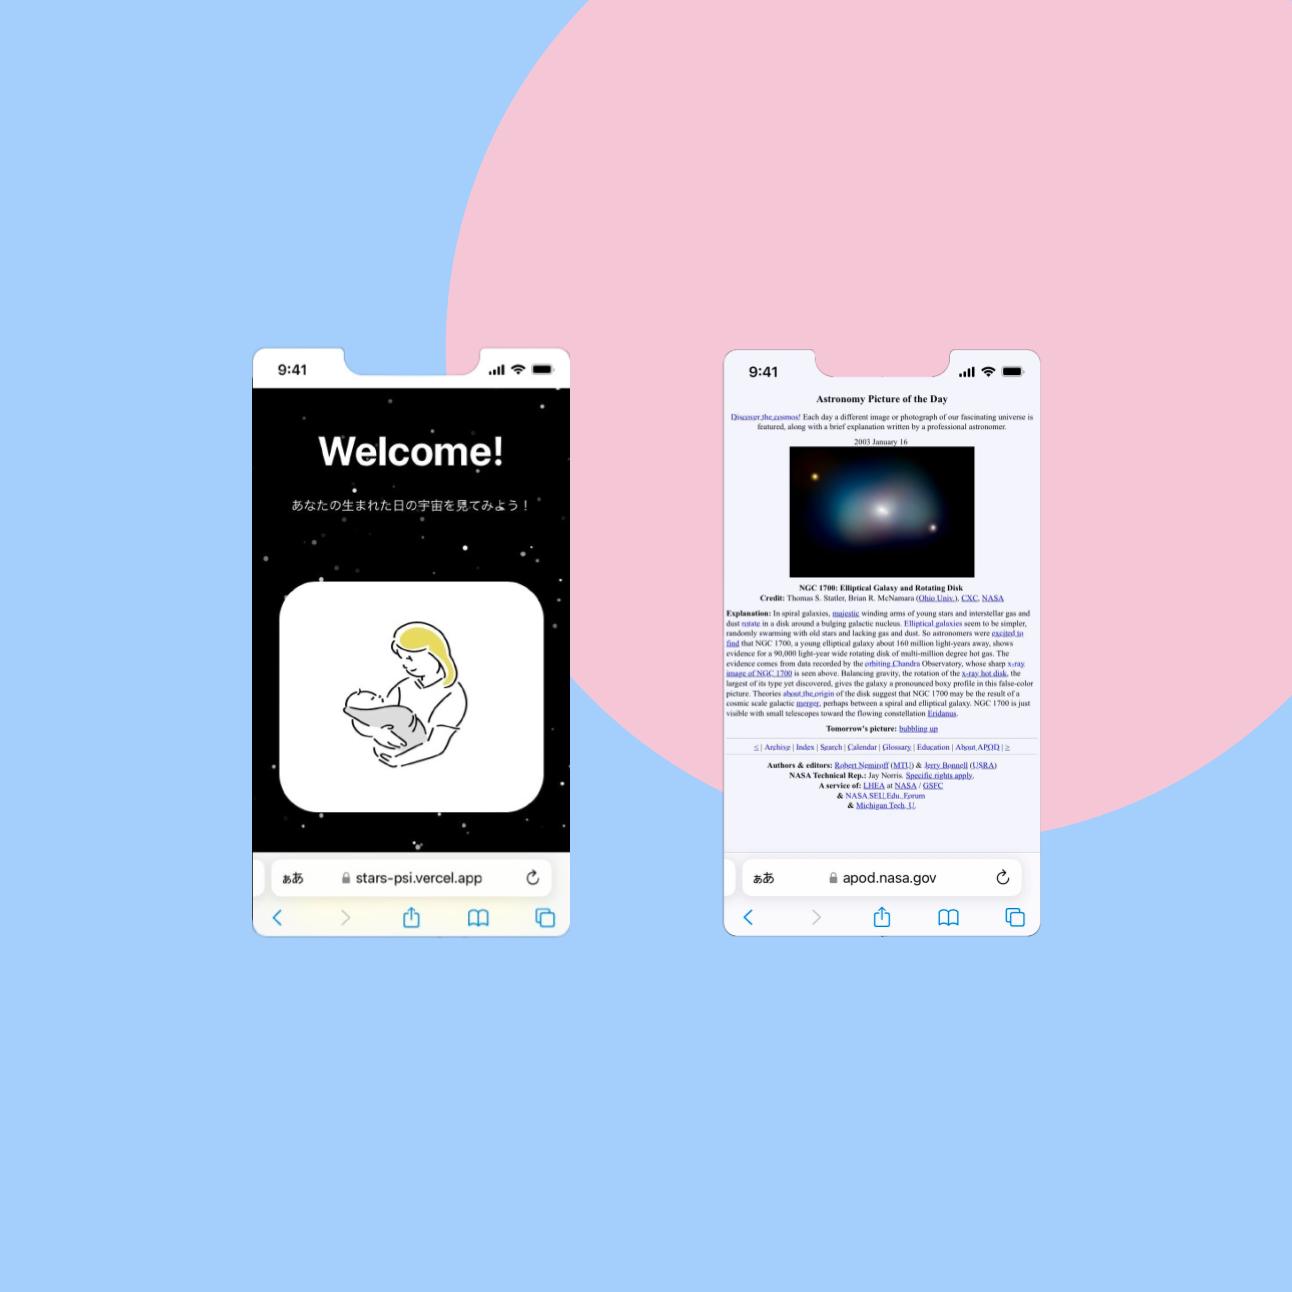 9:41
Welcome!
あなたの生まれた日の宇宙を見てみよう！
ぁあ
stars-psi.vercel.app
9:41
Astronomy Picture of the Day
Discover the cosmos! Each day a different image or photograph of our fascinating universe is
featured, along with a brief explanation written by a professional astronomer.
2003 January 16
NGC 1700: Elliptical Galaxy and Rotating Disk
Credit: Thomas S. Statler, Brian R. McNamara (Ohio Univ.), CXC, NASA
Explanation: In spiral galaxies, majestic winding arms of young stars and interstellar gas and
dust rotate in a disk around a bulging galactic nucleus. Elliptical galaxies seem to be simpler,
randomly swarming with old stars and lacking gas and dust. So astronomers were excited to
find that NGC 1700, a young elliptical galaxy about 160 million light-years away, shows
evidence for a 90,000 light-year wide rotating disk of multi-million degree hot gas. The
evidence comes from data recorded by the orbiting Chandra Observatory, whose sharp x-ray
image of NGC 1700 is seen above. Balancing gravity, the rotation of the x-ray hot disk, the
largest of its type yet discovered, gives the galaxy a pronounced boxy profile in this false-color
picture. Theories about the origin of the disk suggest that NGC 1700 may be the result of a
cosmic scale galactic merger, perhaps between a spiral and elliptical galaxy. NGC 1700 is just
visible with small telescopes toward the flowing constellation Eridanus.
Tomorrow's picture: bubbling up
< | Archive | Index | Search | Calendar | Glossary | Education | About APOD | >
Authors & editors: Robert Nemiroff (MTU) & Jerry Bonnell (USRA)
NASA Technical Rep.: Jay Norris. Specific rights apply.
A service of: LHEA at NASA / GSFC
& NASA SEU Edu. Forum
& Michigan Tech. U.
ぁあ
apod.nasa.gov